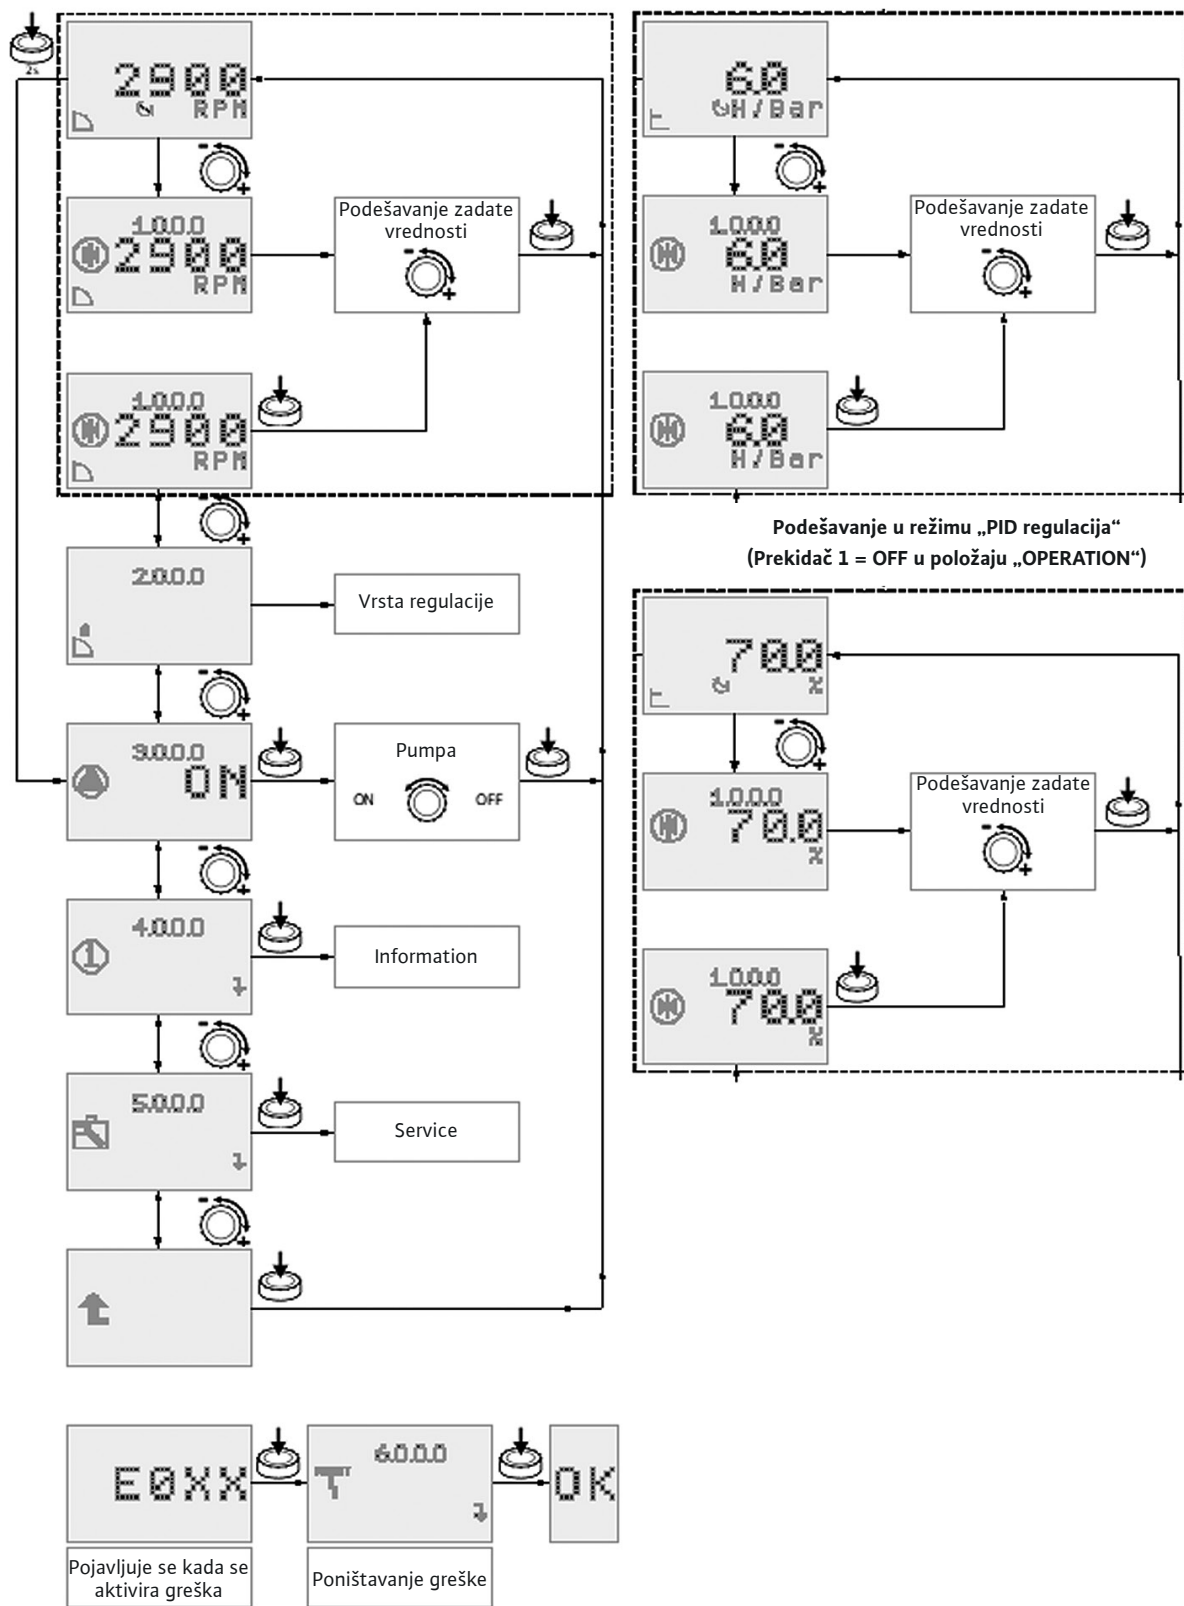 2s
2900
RPM
- +
1.0.0.0
2900
RPM
Podešavanje zadate
vrednosti
- +
1.0.0.0
2900
RPM
- +
2.0.0.0
Vrsta regulacije
- +
3.0.0.0
ON
Pumpa
ON OFF
- +
4.0.0.0
1
Information
- +
5.0.0.0
Service
- +
E0XX
6.0.0.0
OK
Pojavljuje se kada se
aktivira greška
Poništavanje greške
6.0
H/Bar
- +
1.0.0.0
6.0
H/Bar
Podešavanje zadate
vrednosti
- +
1.0.0.0
6.0
H/Bar
Podešavanje u režimu „PID regulacija“
(Prekidač 1 = OFF u položaju „OPERATION“)
70.0
%
- +
1.0.0.0
70.0
%
Podešavanje zadate
vrednosti
- +
1.0.0.0
70.0
%